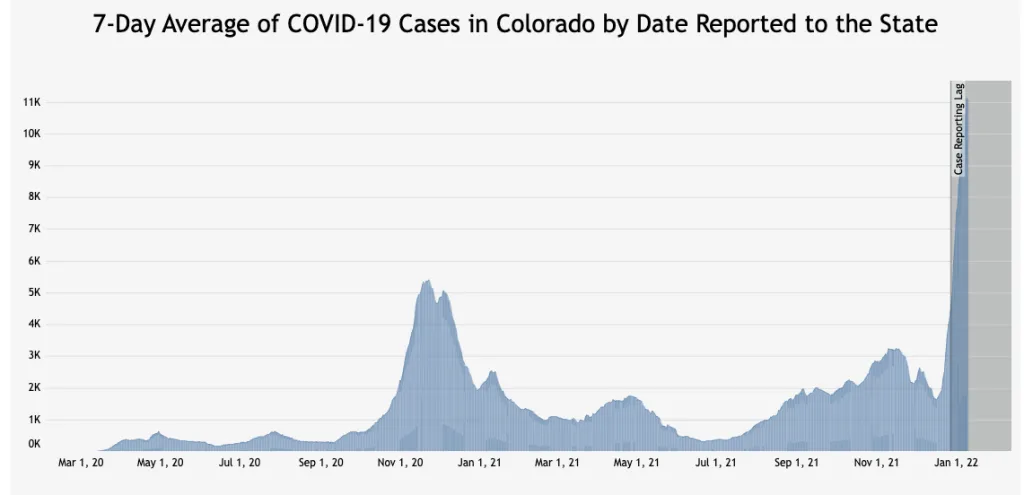 7-Day Average of COVID-19 Cases in Colorado by Date Reported to the State
Case Reporting Lag
11K
10K
9K
8K
7K
6K
5K
4K
3K
2K
1K
0K
Mar 1, 20 May 1, 20 Jul 1, 20 Sep 1, 20 Nov 1, 20 Jan 1, 21 Mar 1, 21 May 1, 21 Jul 1, 21 Sep 1, 21 Nov 1, 21 Jan 1, 22